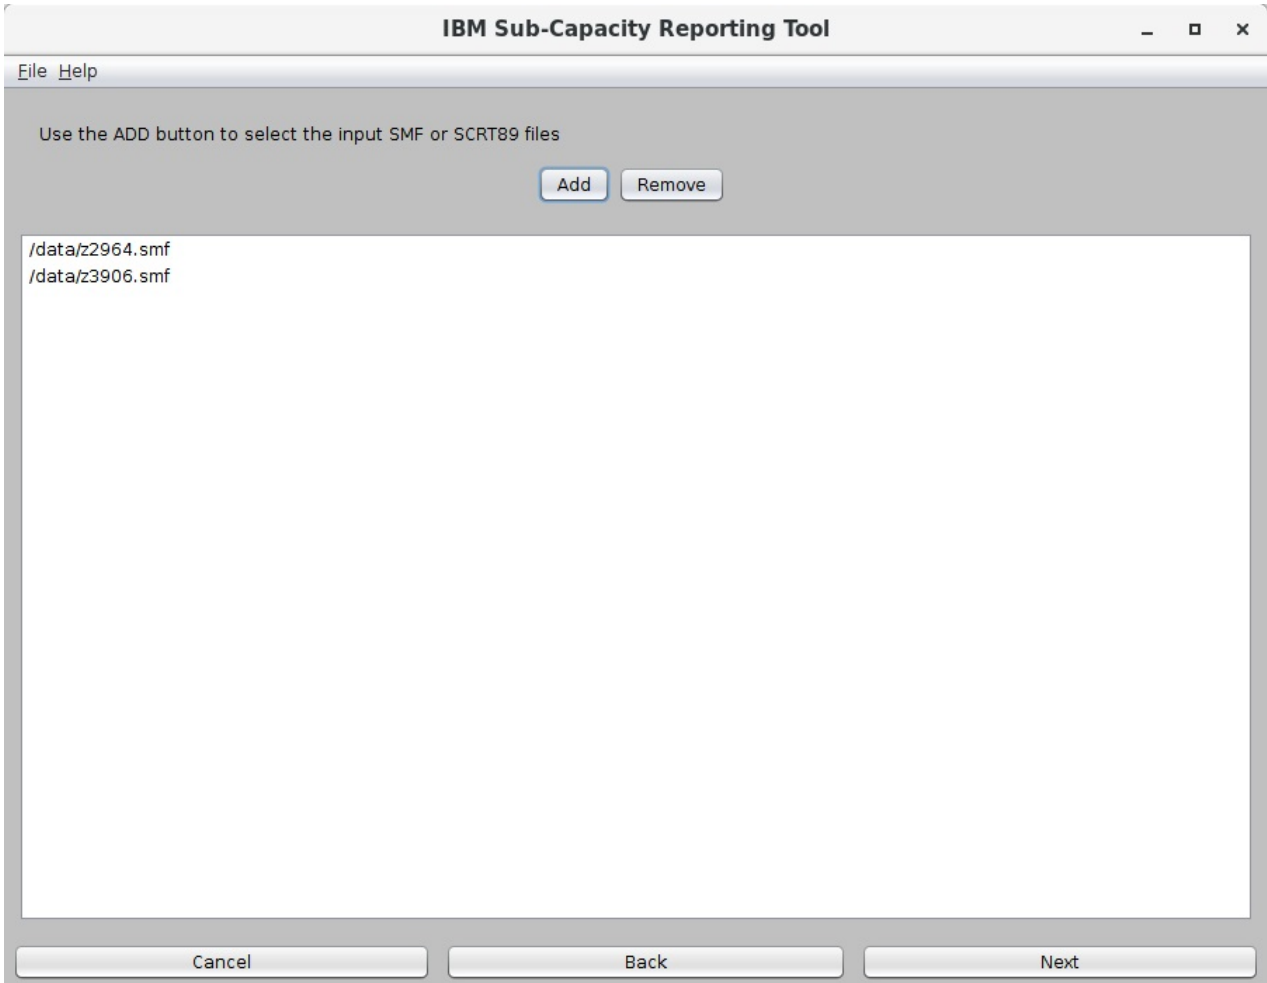 IBM Sub-Capacity Reporting Tool
File Help
Use the ADD button to select the input SMF or SCRT89 files
Add Remove
/data/z2964.smf
/data/z3906.smf
Cancel Back Next